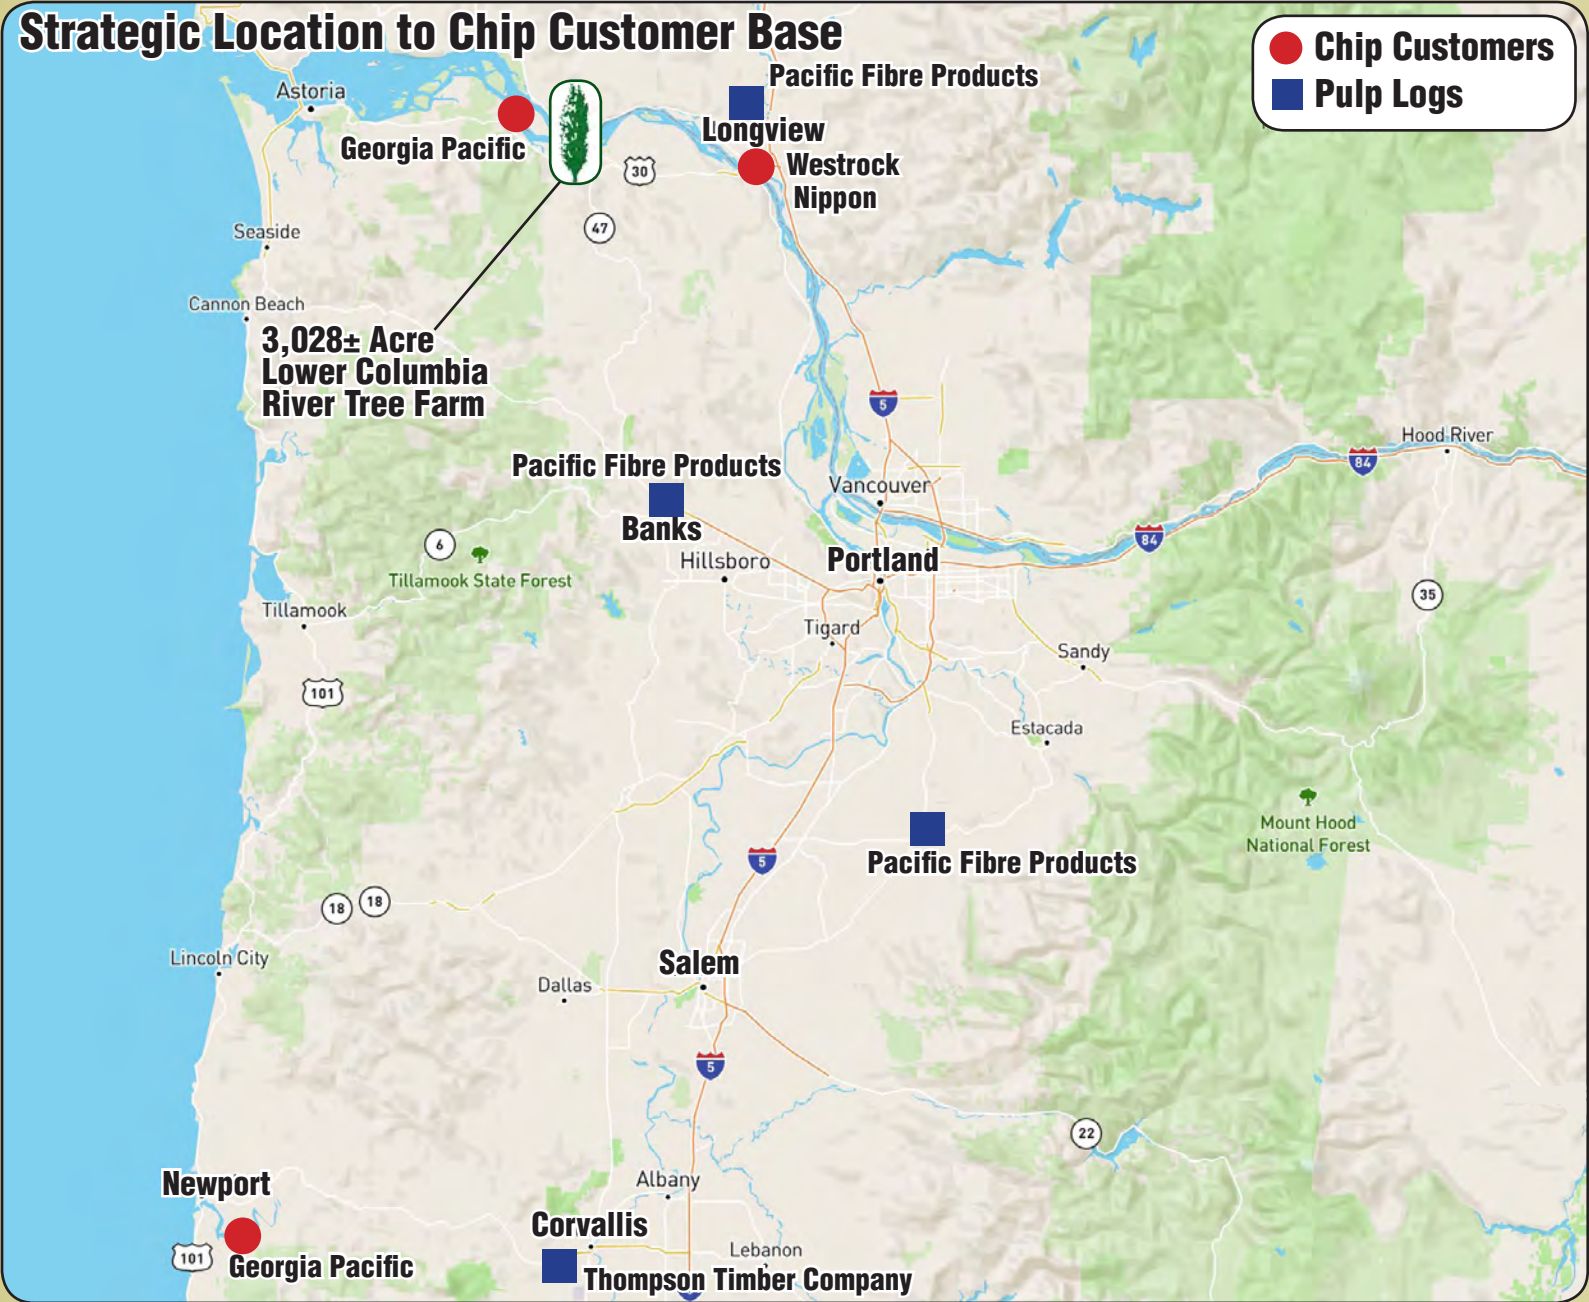 Strategic Location to Chip Customer Base
Chip Customers
Pulp Logs
Pacific Fibre Products
Astoria
Longview
Georgia Pacific
Westrock
Nippon
30
47
Seaside
Cannon Beach
3,028± Acre
Lower Columbia
River Tree Farm
5
Hood River
84
Pacific Fibre Products
Vancouver
Banks
84
6
Hillsboro
Portland
Tillamook State Forest
35
Tillamook
Tigard
Sandy
101
Estacada
Mount Hood
National Forest
5
Pacific Fibre Products
18
18
Lincoln City
Salem
Dallas
5
22
Newport
Albany
Corvallis
Lebanon
101
Georgia Pacific
Thompson Timber Company